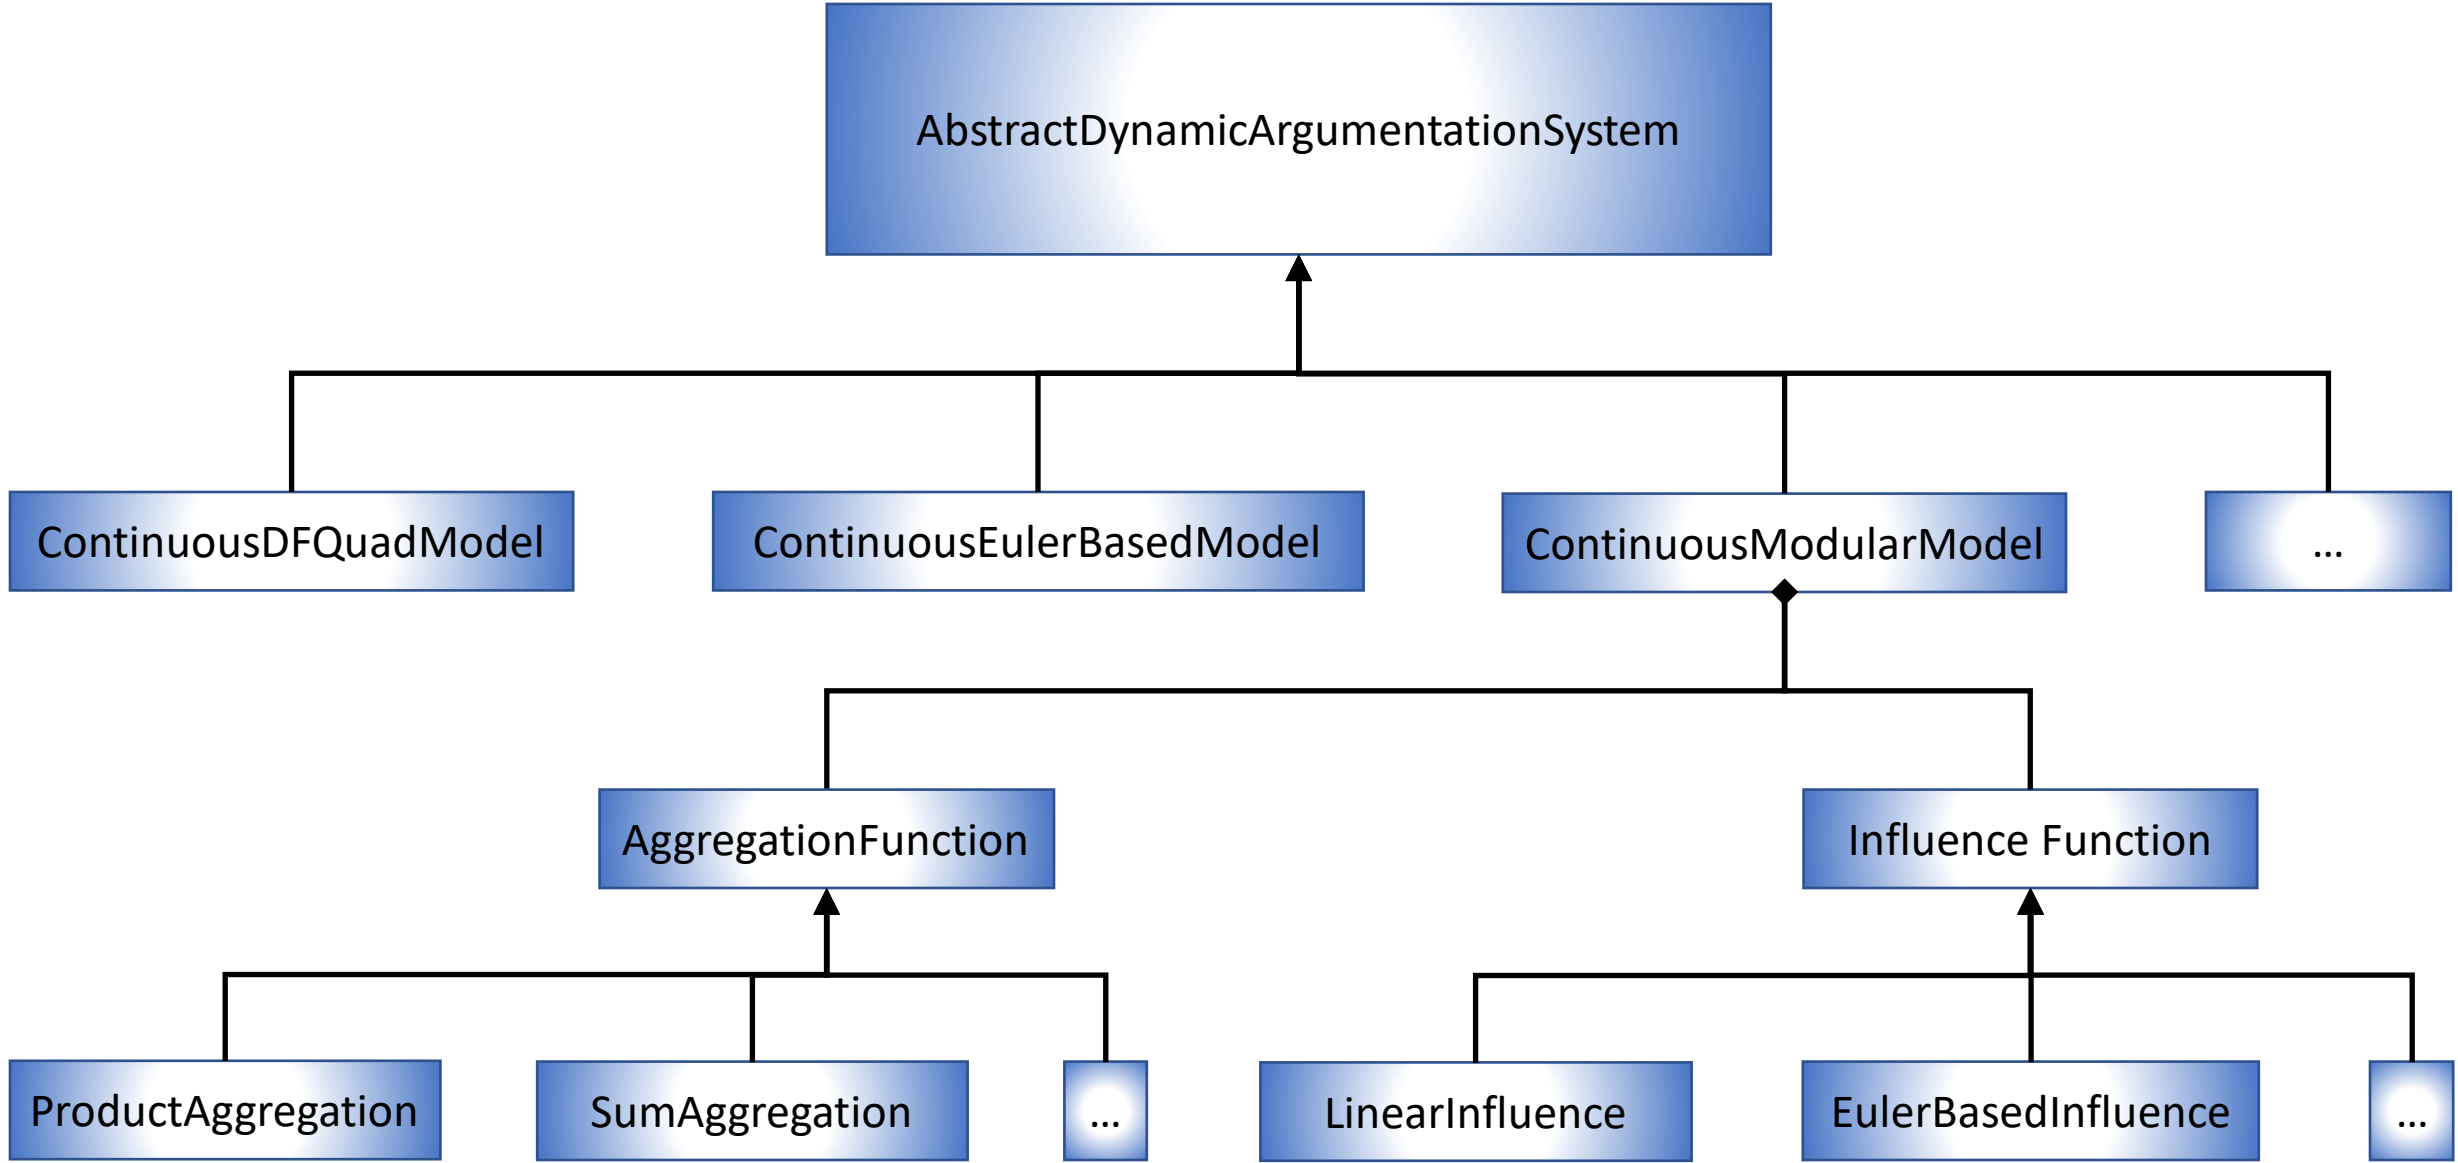 AbstractDynamicArgumentationSystem
ContinuousDFQuadModel
ContinuousEulerBasedModel
ContinuousModularModel
...
AggregationFunction
Influence Function
ProductAggregation
SumAggregation
...
LinearInfluence
EulerBasedInfluence
...